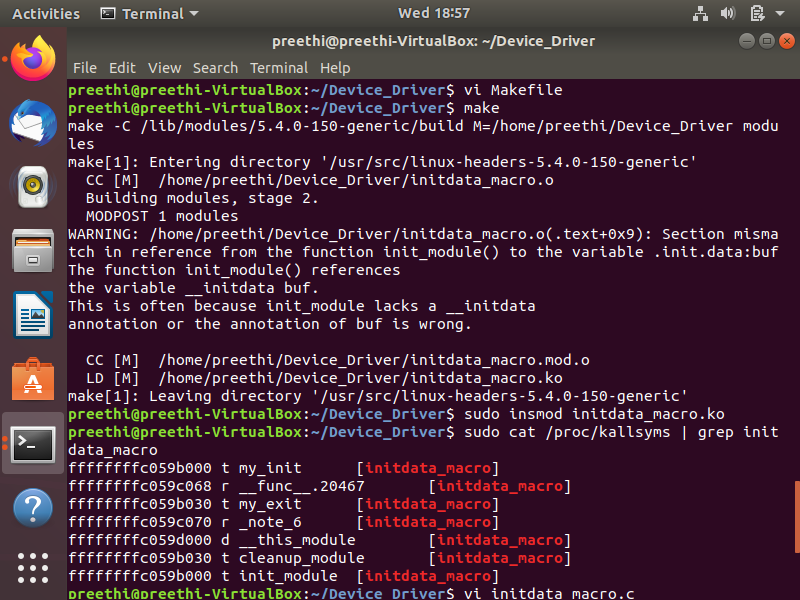 Activities Terminal Wed 18:57
preethi@preethi-VirtualBox: ~/Device_Driver
File Edit View Search Terminal Help
preethi@preethi-VirtualBox:~/Device_Driver$ vi Makefile
preethi@preethi-VirtualBox:~/Device_Driver$ make
make -C /lib/modules/5.4.0-150-generic/build M=/home/preethi/Device_Driver modu
les
make[1]: Entering directory '/usr/src/linux-headers-5.4.0-150-generic'
  CC [M]  /home/preethi/Device_Driver/initdata_macro.o
  Building modules, stage 2.
  MODPOST 1 modules
WARNING: /home/preethi/Device_Driver/initdata_macro.o(.text+0x9): Section misma
tch in reference from the function init_module() to the variable .init.data:buf
The function init_module() references
the variable __initdata buf.
This is often because init_module lacks a __initdata
annotation or the annotation of buf is wrong.
  CC [M]  /home/preethi/Device_Driver/initdata_macro.mod.o
  LD [M]  /home/preethi/Device_Driver/initdata_macro.ko
make[1]: Leaving directory '/usr/src/linux-headers-5.4.0-150-generic'
preethi@preethi-VirtualBox:~/Device_Driver$ sudo insmod initdata_macro.ko
preethi@preethi-VirtualBox:~/Device_Driver$ sudo cat /proc/kallsyms | grep init
data_macro
ffffffffc059b000 t my_init	[initdata_macro]
ffffffffc059c068 r __func__.20467	[initdata_macro]
ffffffffc059b030 t my_exit	[initdata_macro]
ffffffffc059c070 r _note_6	[initdata_macro]
ffffffffc059d000 d __this_module	[initdata_macro]
ffffffffc059b030 t cleanup_module	[initdata_macro]
ffffffffc059b000 t init_module	[initdata_macro]
preethi@preethi-VirtualBox:~/Device_Driver$ vi initdata_macro.c